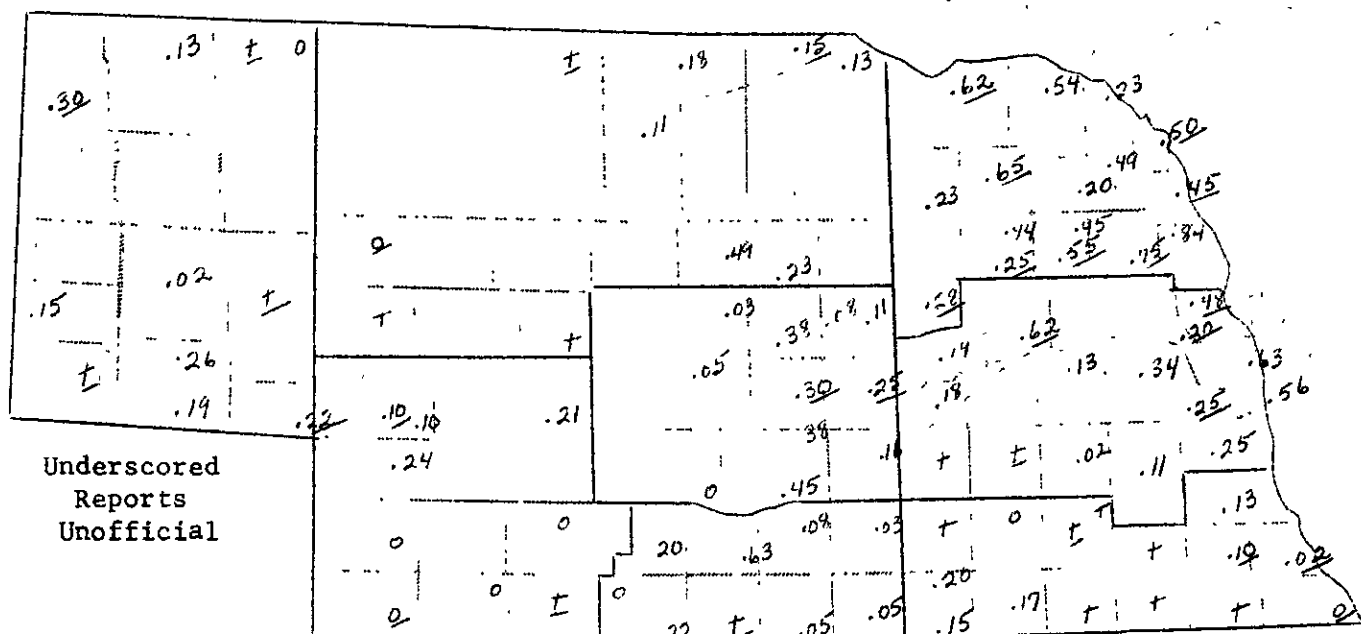 .13 T 0 T .18 .15 .13
.30 .11 .62 .54 .23
.50
.65 .49
.23 .20 .45
.44 .45 .84
0 .49 .25 .55 .75
.02 .23
.15 T .03 .11 .48
T .38 .62 .20
T .14
T .26 .05 .13 .34 .63
.30 .25 .18 .56
.19 .22 .10 .21 .25
.24 .38 T T .02 .11 .25
Underscored
Reports
Unofficial
0 .45
0 0 .08 .03 T 0 T T .13
20 .63 T .10 .02
0 T 0 .20
0 T .05 .05 .15 .17 T T T 0